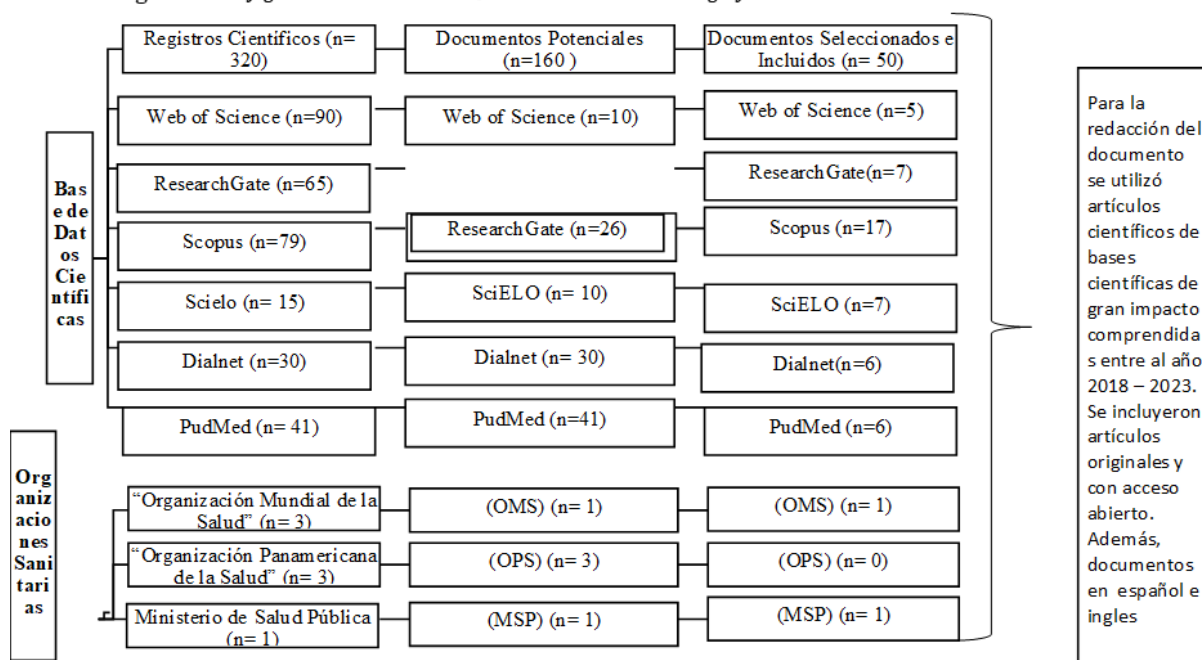 Registros Científicos (n=
320)
Documentos Potenciales
(n=160 )
Documentos Seleccionados e
Incluidos (n= 50)
Bas
e de
Dat
os
Cie
ntífi
cas
Web of Science (n=90)
Web of Science (n=10)
Web of Science (n=5)
ResearchGate (n=65)
ResearchGate(n=7)
Scopus (n=79)
ResearchGate (n=26)
Scopus (n=17)
Scielo (n= 15)
SciELO (n= 10)
SciELO (n=7)
Dialnet (n=30)
Dialnet (n= 30)
Dialnet(n=6)
PudMed (n= 41)
PudMed (n=41)
PudMed (n=6)
Org
aniz
acio
nes
Sani
tari
as
“Organización Mundial de la
Salud” (n= 3)
(OMS) (n= 1)
(OMS) (n= 1)
“Organización Panamericana
de la Salud” (n= 3)
(OPS) (n= 3)
(OPS) (n= 0)
Ministerio de Salud Pública
(n= 1)
(MSP) (n= 1)
(MSP) (n= 1)
Para la
redacción del
documento
se utilizó
artículos
científicos de
bases
científicas de
gran impacto
comprendida
s entre al año
2018 – 2023.
Se incluyeron
artículos
originales y
con acceso
abierto.
Además,
documentos
en español e
ingles